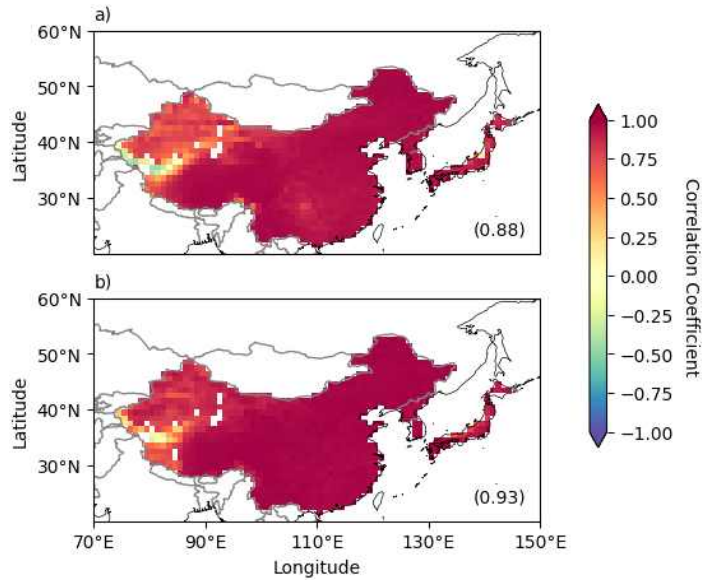 a)
60°N
50°N
40°N
30°N
Latitude
(0.88)
b)
60°N
50°N
40°N
30°N
Latitude
(0.93)
70°E 90°E 110°E 130°E 150°E
Longitude
1.00
0.75
0.50
0.25
0.00
−0.25
−0.50
−0.75
−1.00
Correlation Coefficient